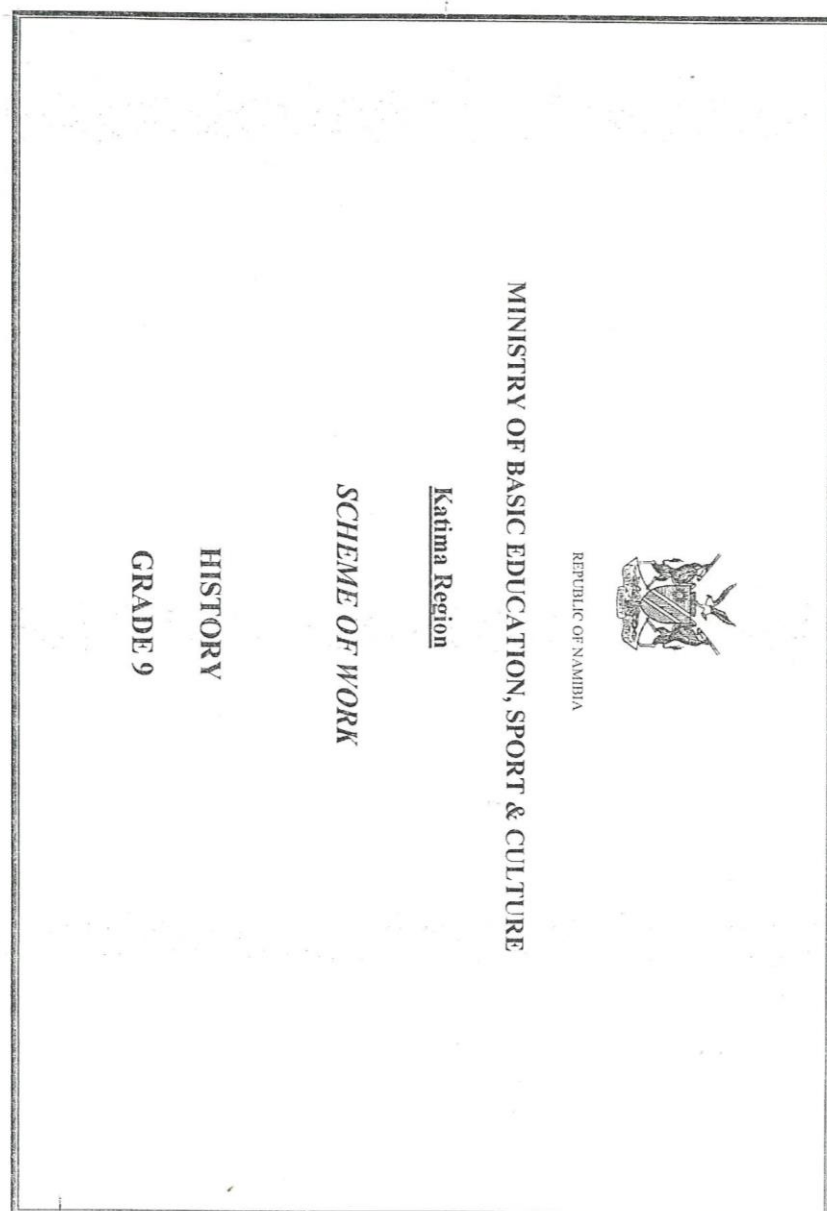 REPUBLIC OF NAMIBIA
MINISTRY OF BASIC EDUCATION, SPORT & CULTURE
Katima Region
SCHEME OF WORK
HISTORY
GRADE 9